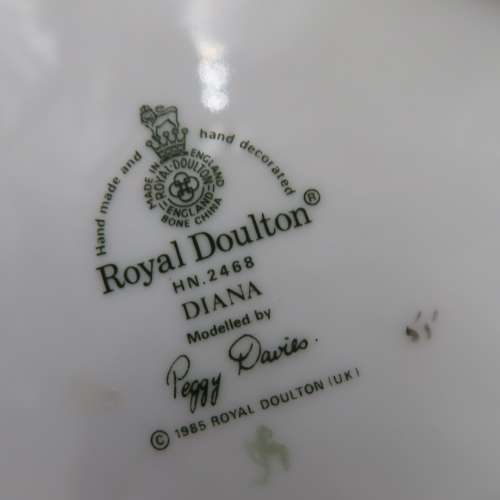 Hand made and hand decorated
MADE IN ENGLAND
ROYAL·DOULTON
ENGLAND
BONE CHINA
Royal Doulton®
HN.2468
DIANA
Modelled by
Peggy Davies.
© 1985 ROYAL DOULTON (UK)